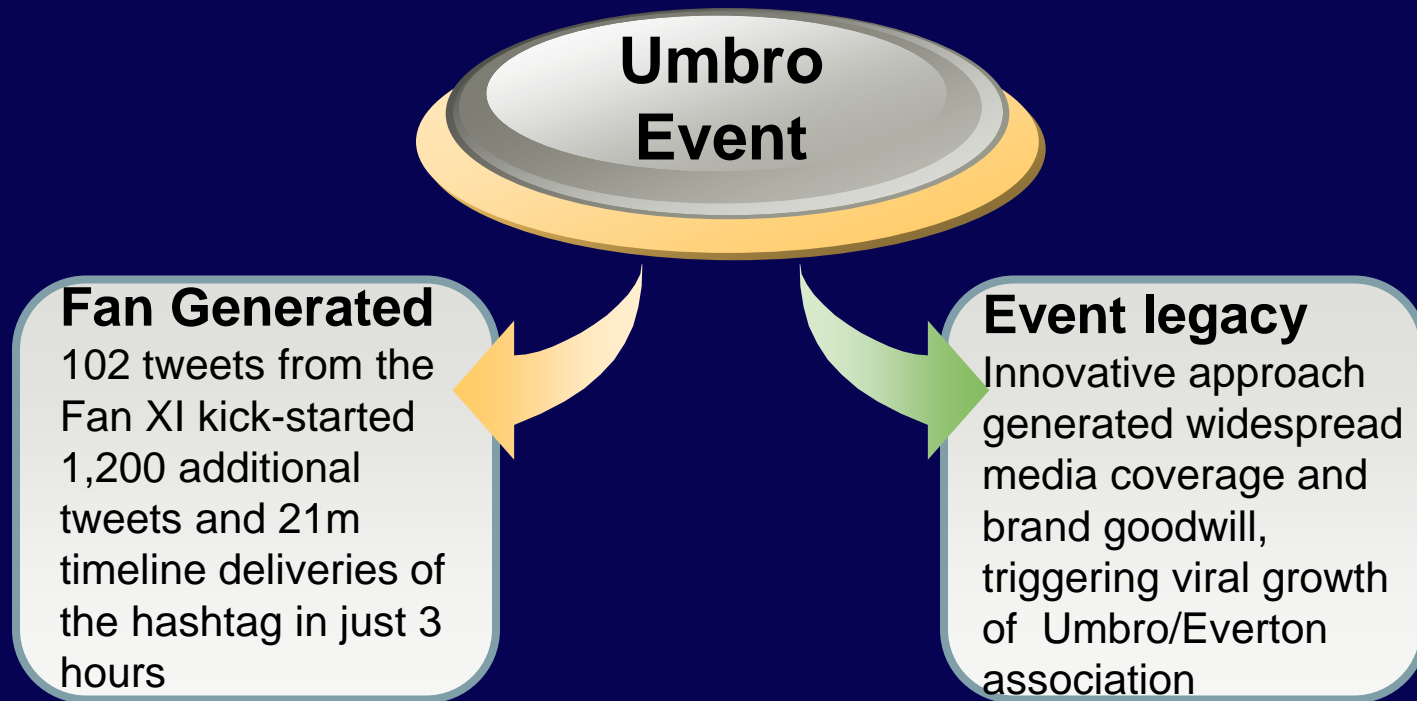 Umbro
Event
Fan Generated
102 tweets from the
Fan XI kick-started
1,200 additional
tweets and 21m
timeline deliveries of
the hashtag in just 3
hours
Event legacy
Innovative approach
generated widespread
media coverage and
brand goodwill,
triggering viral growth
of  Umbro/Everton
association